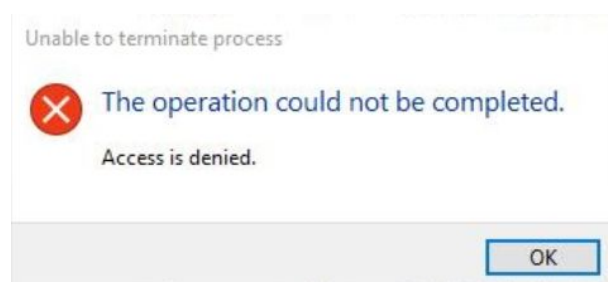 Unable to terminate process
The operation could not be completed.
Access is denied.
OK